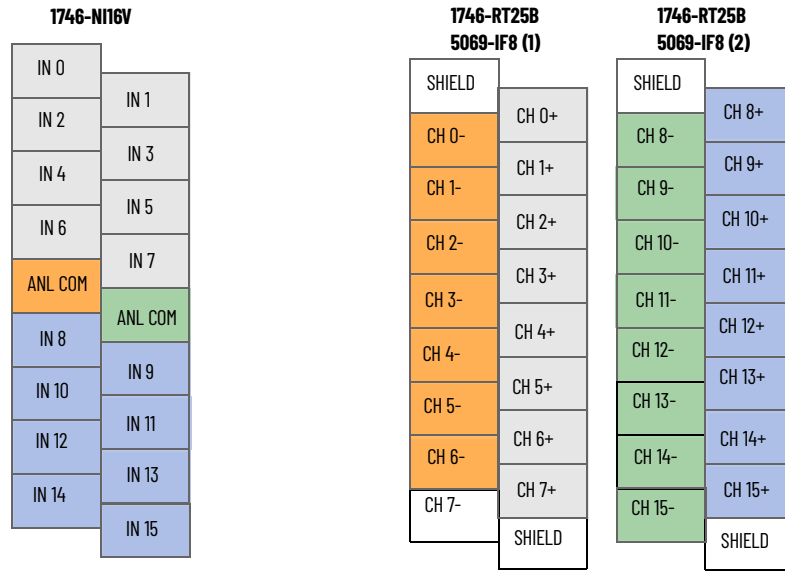 1746-NI16V
IN 0
IN 1
IN 2
IN 3
IN 4
IN 5
IN 6
IN 7
ANL COM
ANL COM
IN 8
IN 9
IN 10
IN 11
IN 12
IN 13
IN 14
IN 15
1746-RT25B
5069-IF8 (1)
SHIELD
CH 0+
CH 0-
CH 1+
CH 1-
CH 2+
CH 2-
CH 3+
CH 3-
CH 4+
CH 4-
CH 5+
CH 5-
CH 6+
CH 6-
CH 7+
CH 7-
SHIELD
1746-RT25B
5069-IF8 (2)
SHIELD
CH 8+
CH 8-
CH 9+
CH 9-
CH 10+
CH 10-
CH 11+
CH 11-
CH 12+
CH 12-
CH 13+
CH 13-
CH 14+
CH 14-
CH 15+
CH 15-
SHIELD